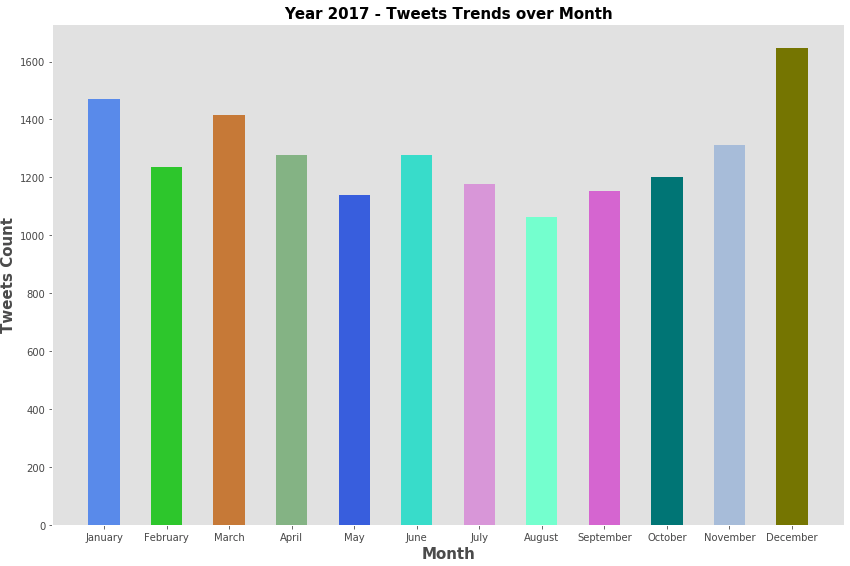 Year 2017 - Tweets Trends over Month
Tweets Count
1600
1400
1200
1000
800
600
400
200
0
January February March April May June July August September October November December
Month